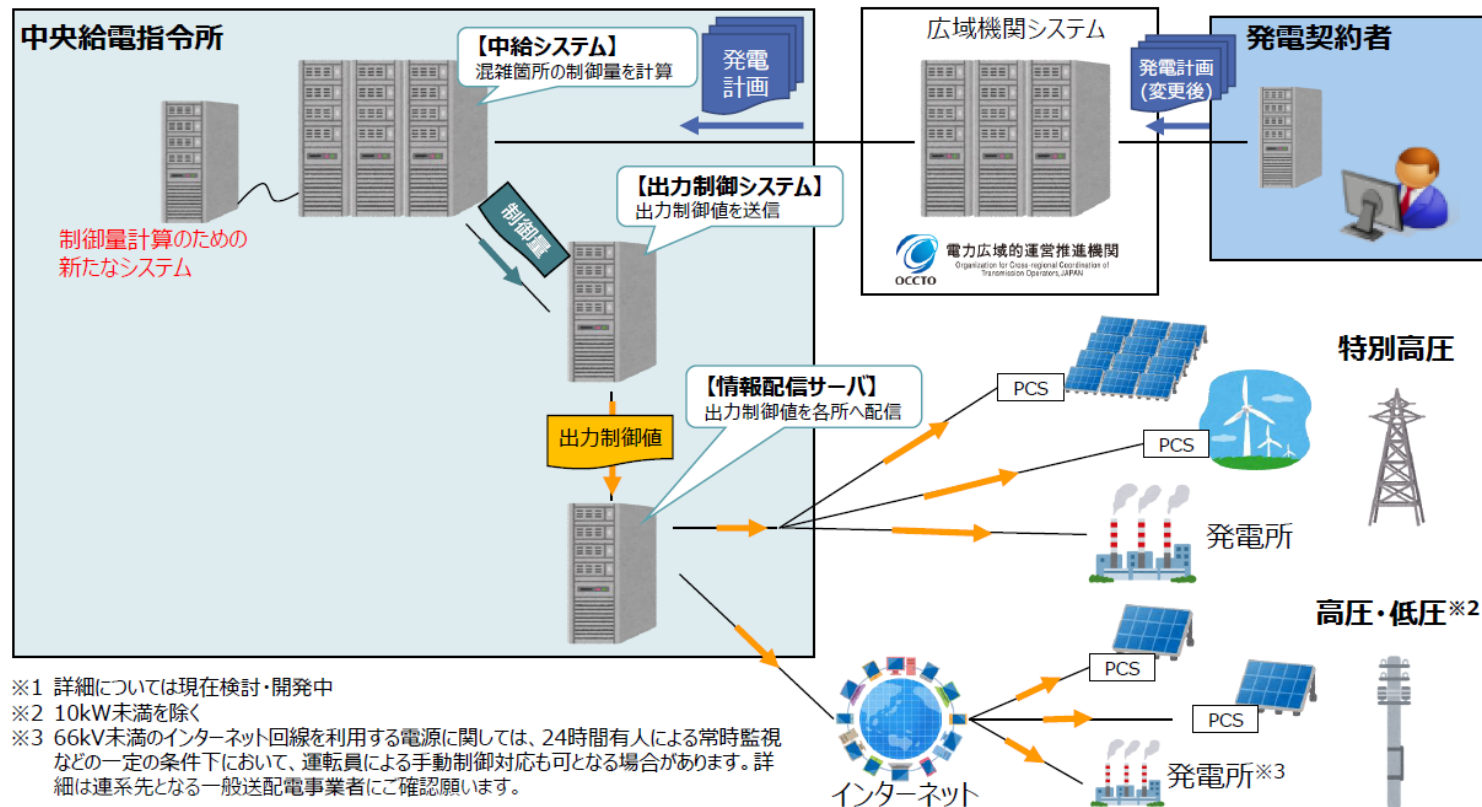 中央給電指令所
【中給システム】
混雑箇所の制御量を計算
発電
計画
広域機関システム
発電計画
(変更後)
発電契約者
制御量計算のための
新たなシステム
制御量
【出力制御システム】
出力制御値を送信
OCCTO
電力広域的運営推進機関
Organization for Cross-regional Coordination of
Transmission Operators, JAPAN
【情報配信サーバ】
出力制御値を各所へ配信
出力制御値
PCS
PCS
発電所
特別高圧
高圧・低圧※2
PCS
PCS
発電所※3
インターネット
※1 詳細については現在検討・開発中
※2 10kW未満を除く
※3 66kV未満のインターネット回線を利用する電源に関しては、24時間有人による常時監視
などの一定の条件下において、運転員による手動制御対応も可となる場合があります。詳
細は連系先となる一般送配電事業者にご確認願います。